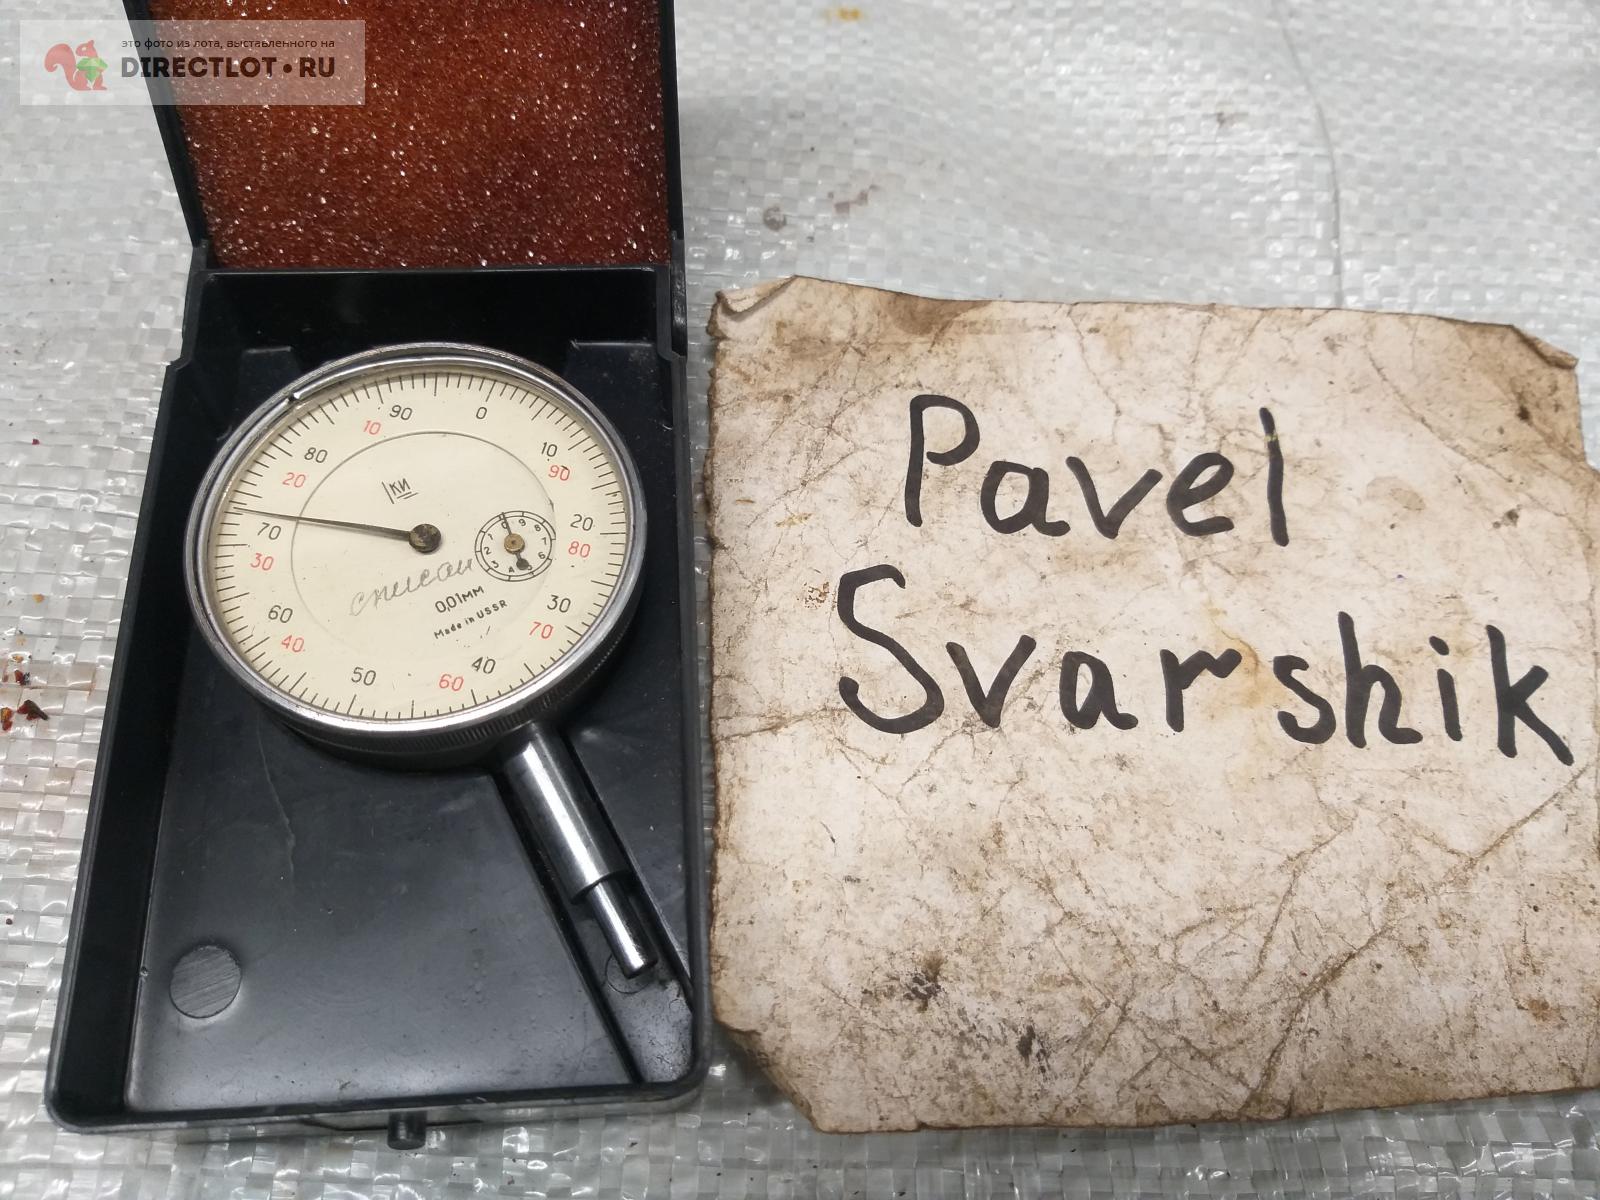 это фото из лота, выставленного на
DIRECTLOT.RU
90 0
10 10
80 90
20
КИ
20
70 80
30
списан
0,01мм
Made in USSR
60 30
40 70
50 40
60
Pavel
Svarshik